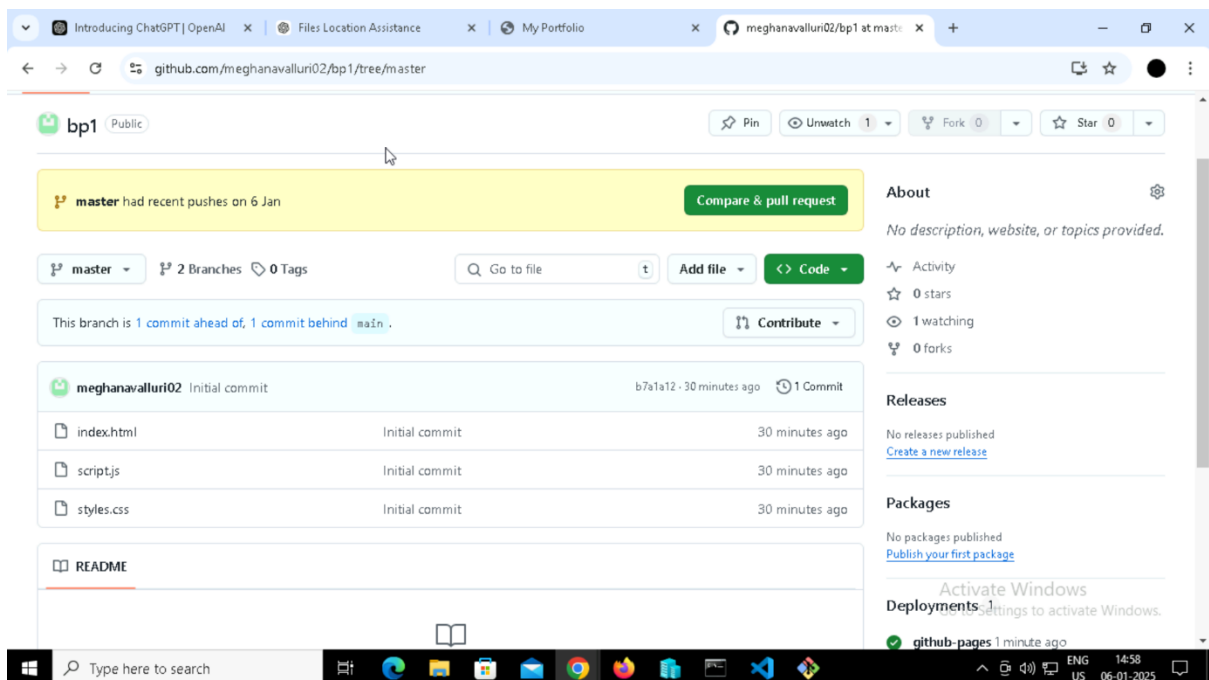 Introducing ChatGPT | OpenAI
Files Location Assistance
My Portfolio
meghanavalluri02/bp1 at maste
github.com/meghanavalluri02/bp1/tree/master
bp1 Public
Pin
Unwatch 1
Fork 0
Star 0
master had recent pushes on 6 Jan
Compare & pull request
master
2 Branches
0 Tags
Go to file
t
Add file
<> Code
This branch is 1 commit ahead of, 1 commit behind main .
Contribute
meghanavalluri02 Initial commit
b7a1a12 · 30 minutes ago
1 Commit
index.html Initial commit 30 minutes ago
script.js Initial commit 30 minutes ago
styles.css Initial commit 30 minutes ago
README
About
No description, website, or topics provided.
Activity
0 stars
1 watching
0 forks
Releases
No releases published
Create a new release
Packages
No packages published
Publish your first package
Activate Windows
Go to Settings to activate Windows.
Deployments 1
github-pages 1 minute ago
Type here to search
ENG
US
14:58
06-01-2025